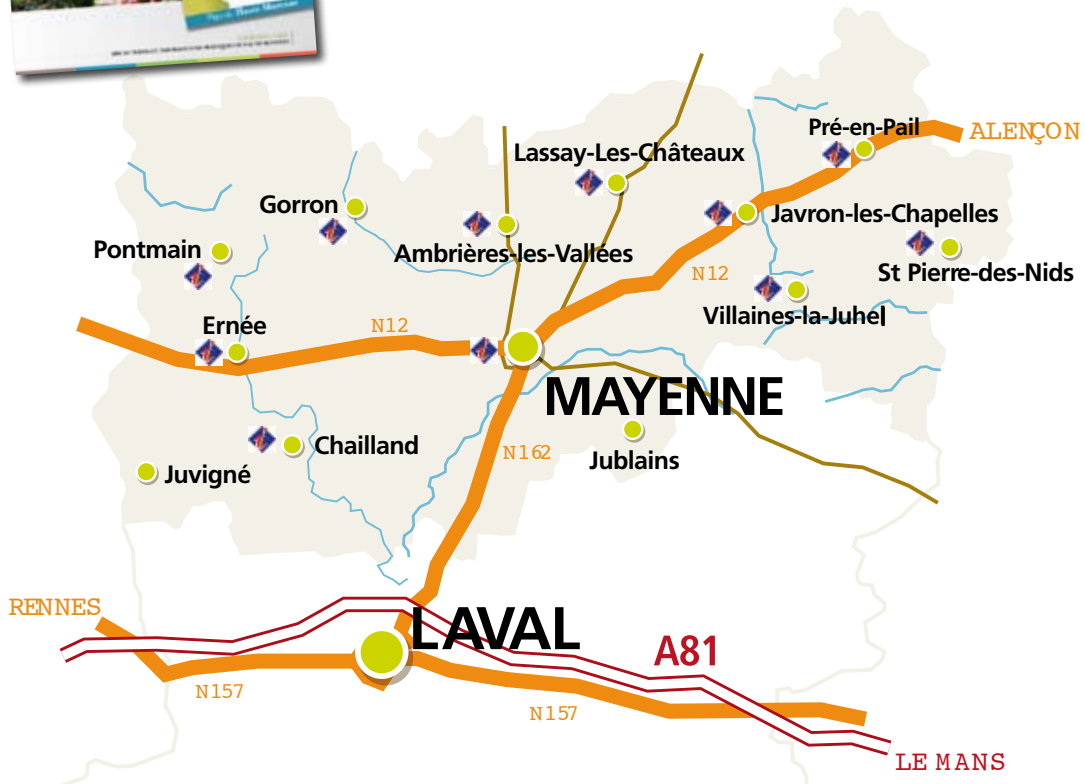 Pré-en-Pail
ALENÇON
Lassay-Les-Châteaux
Gorron
Javron-les-Chapelles
Pontmain
Ambrières-les-Vallées
St Pierre-des-Nids
N12
Villaines-la-Juhel
Ernée
N12
MAYENNE
Chailland
N162
Jublains
Juvigné
RENNES
LAVAL
A81
N157
N157
LE MANS